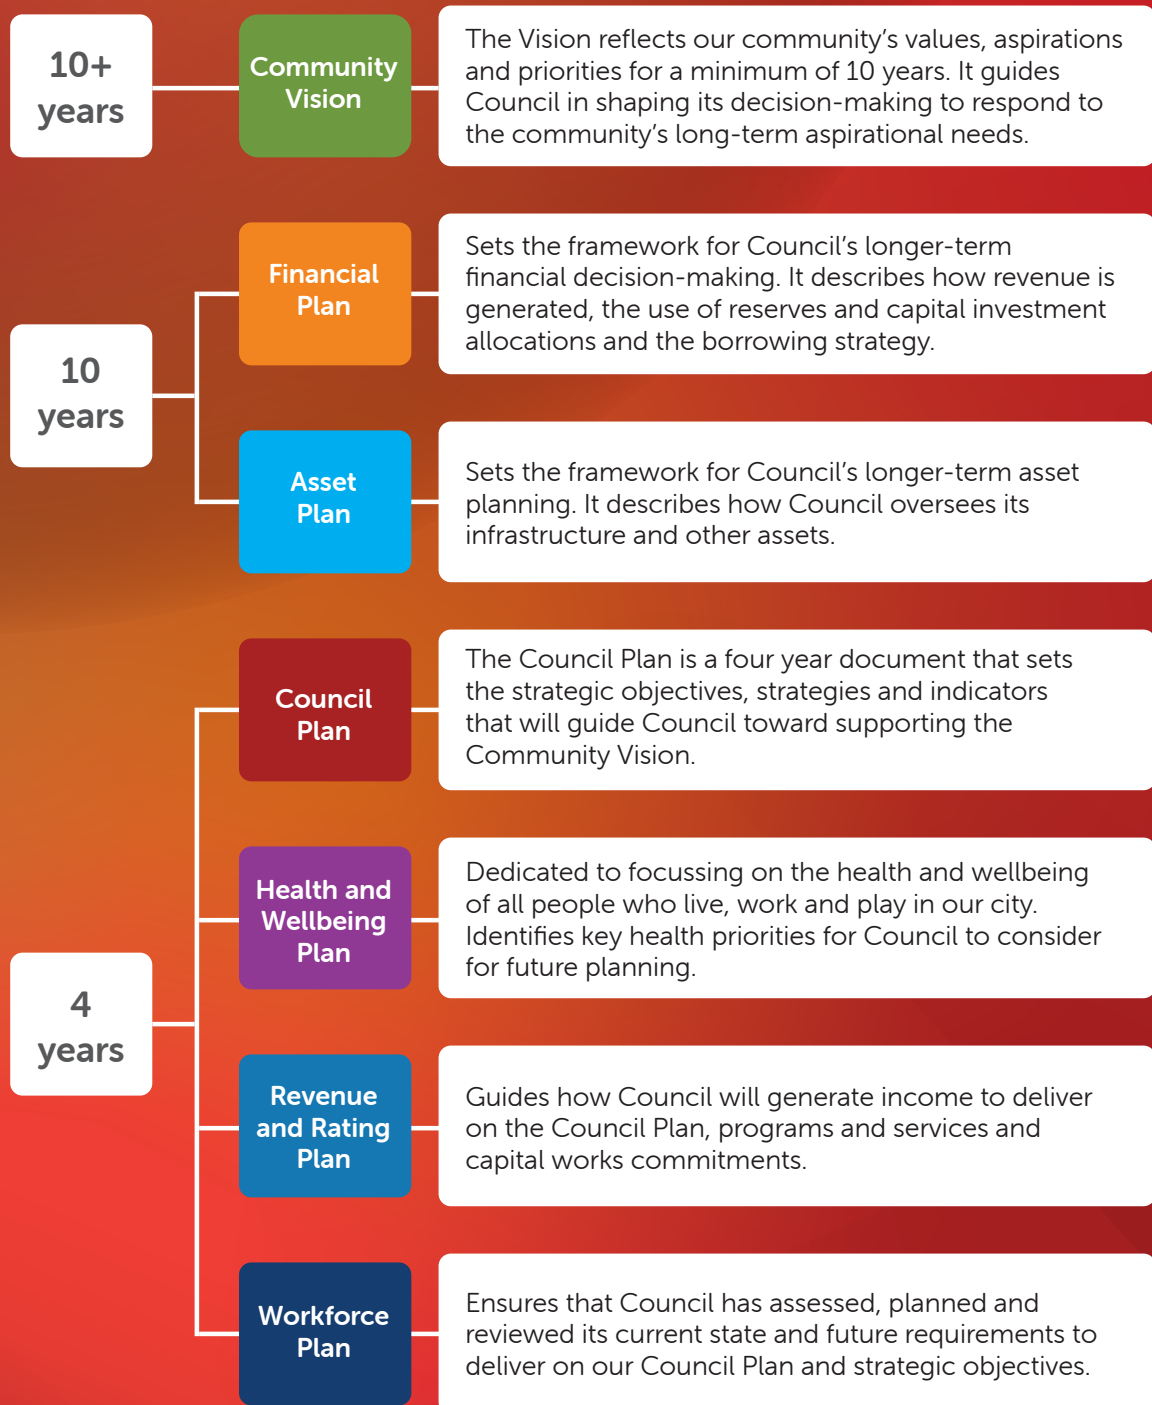 10+
years
Community
Vision
The Vision reflects our community’s values, aspirations
and priorities for a minimum of 10 years. It guides
Council in shaping its decision-making to respond to
the community’s long-term aspirational needs.
10
years
Financial
Plan
Sets the framework for Council’s longer-term
financial decision-making. It describes how revenue is
generated, the use of reserves and capital investment
allocations and the borrowing strategy.
Asset
Plan
Sets the framework for Council’s longer-term asset
planning. It describes how Council oversees its
infrastructure and other assets.
4
years
Council
Plan
The Council Plan is a four year document that sets
the strategic objectives, strategies and indicators
that will guide Council toward supporting the
Community Vision.
Health and
Wellbeing
Plan
Dedicated to focussing on the health and wellbeing
of all people who live, work and play in our city.
Identifies key health priorities for Council to consider
for future planning.
Revenue
and Rating
Plan
Guides how Council will generate income to deliver
on the Council Plan, programs and services and
capital works commitments.
Workforce
Plan
Ensures that Council has assessed, planned and
reviewed its current state and future requirements to
deliver on our Council Plan and strategic objectives.